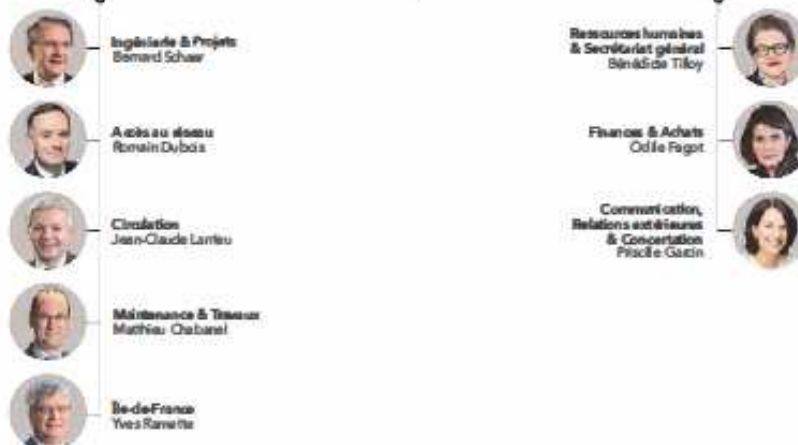 Ingénierie & Projets
Bernard Schaer
Accès au réseau
Romain Dubois
Circulation
Jean-Claude Larrieu
Maintenance & Travaux
Matthieu Chabanel
Île-de-France
Yves Ramette
Ressources humaines
& Secrétariat général
Bénédicte Tilloy
Finances & Achats
Odile Fagot
Communication,
Relations extérieures
& Concertation
Priscille Garcin